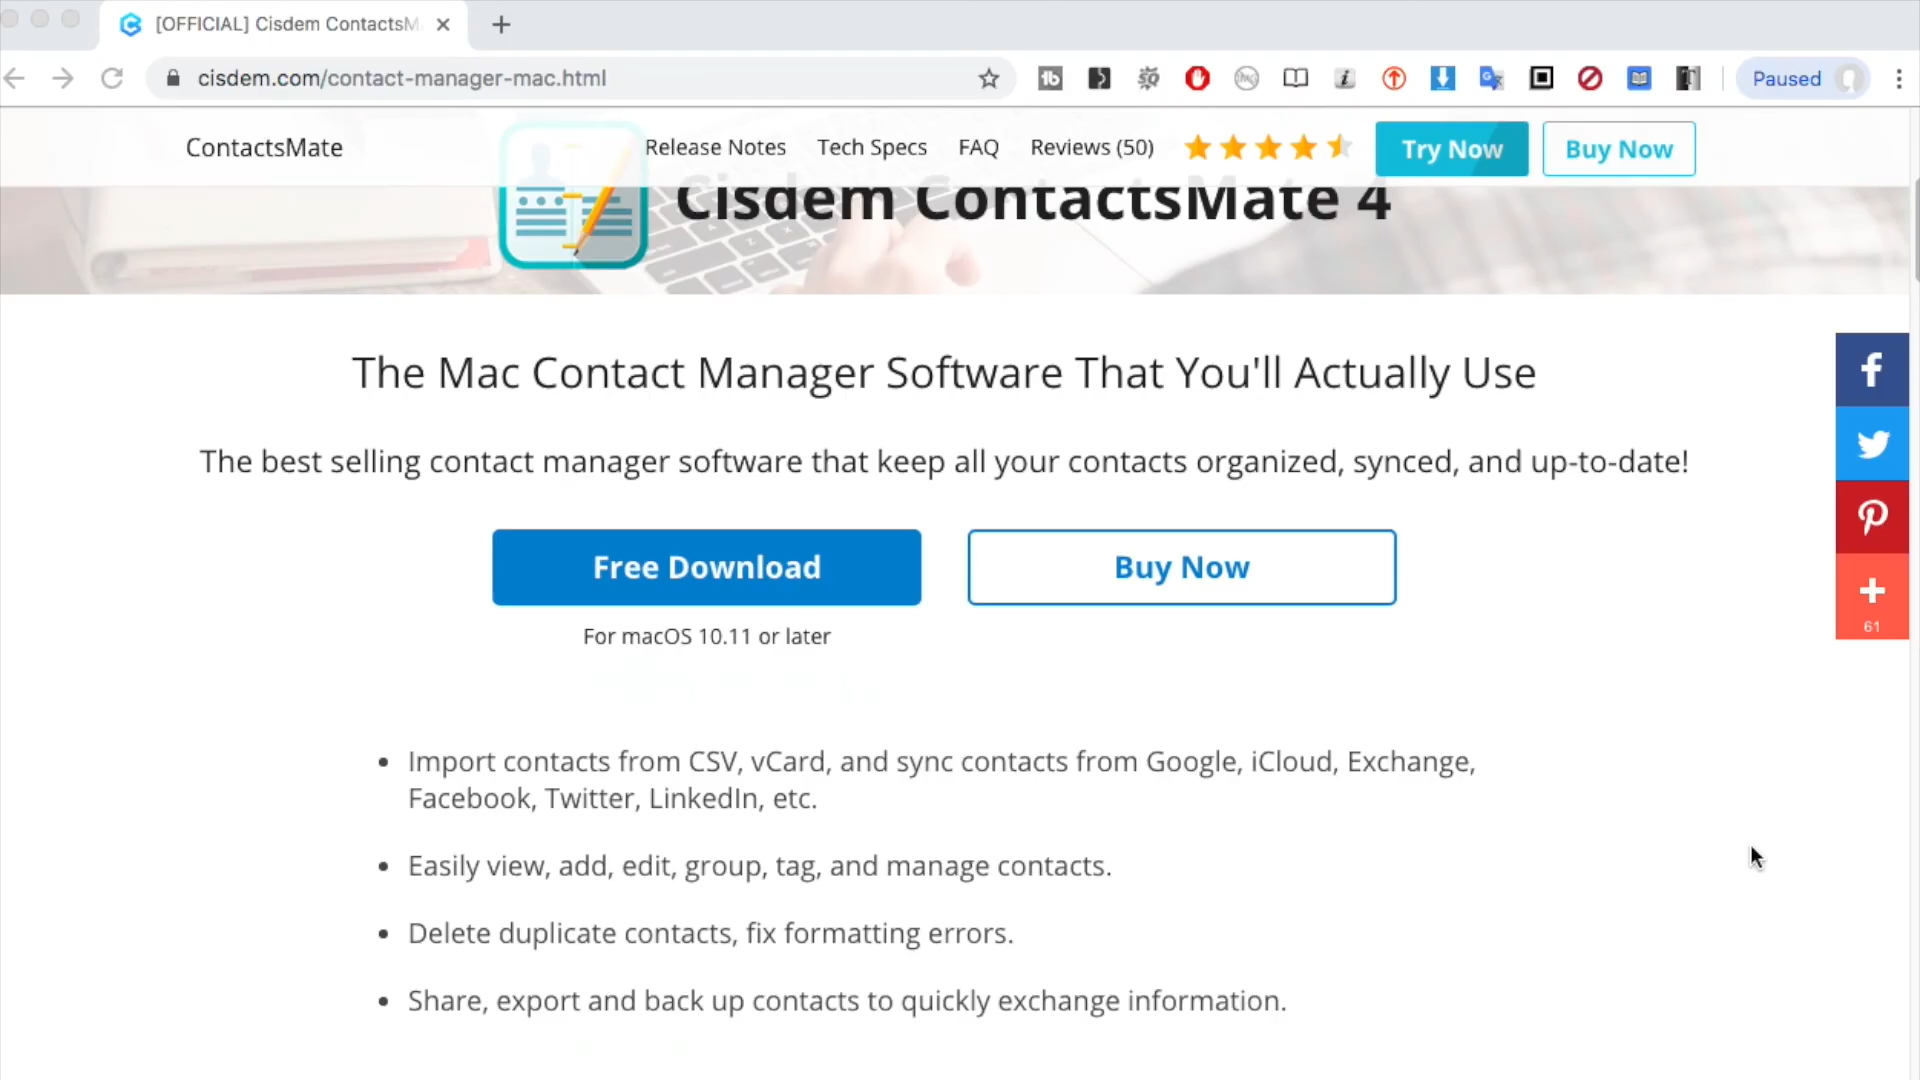 [OFFICIAL] Cisdem ContactsM
cisdem.com/contact-manager-mac.html
Paused
ContactsMate
Release Notes
Tech Specs
FAQ
Reviews (50)
Try Now
Buy Now
Cisdem ContactsMate 4
The Mac Contact Manager Software That You'll Actually Use
The best selling contact manager software that keep all your contacts organized, synced, and up-to-date!
Free Download
Buy Now
For macOS 10.11 or later
61
• Import contacts from CSV, vCard, and sync contacts from Google, iCloud, Exchange,
Facebook, Twitter, LinkedIn, etc.
• Easily view, add, edit, group, tag, and manage contacts.
• Delete duplicate contacts, fix formatting errors.
• Share, export and back up contacts to quickly exchange information.